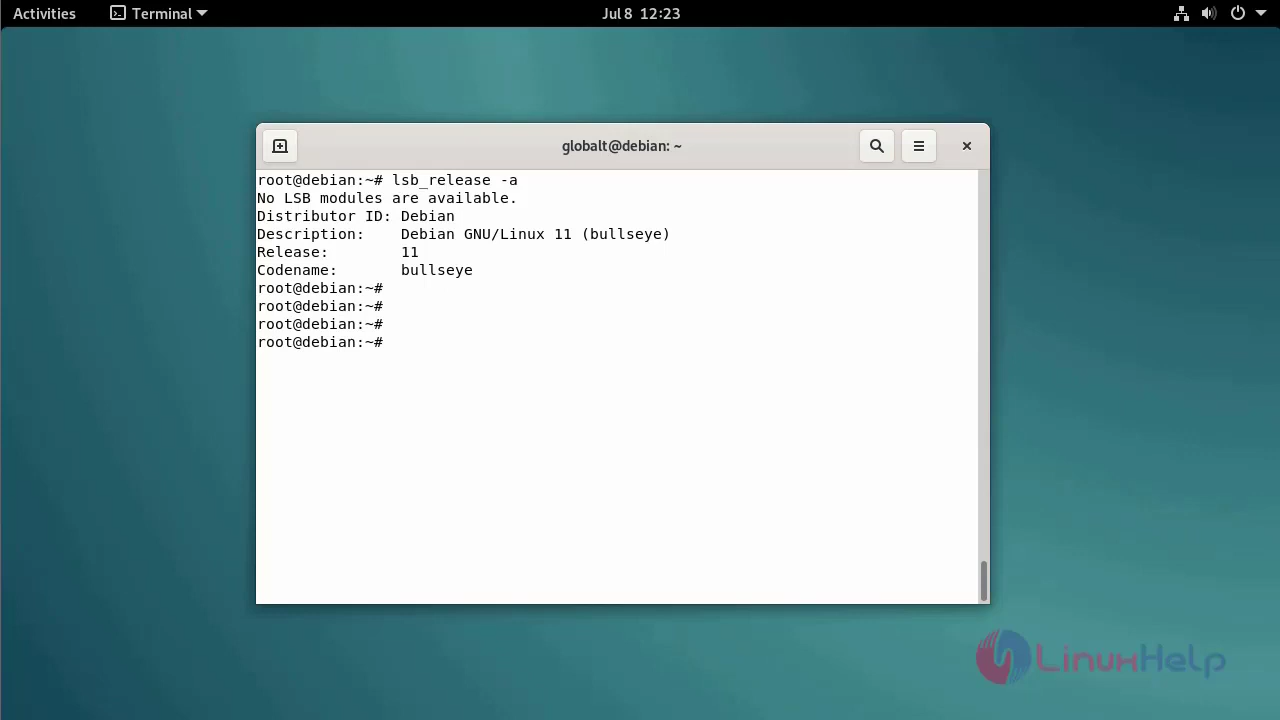 Activities Terminal Jul 8 12:23
globalt@debian: ~
root@debian:~# lsb_release -a
No LSB modules are available.
Distributor ID: Debian
Description:    Debian GNU/Linux 11 (bullseye)
Release:        11
Codename:       bullseye
root@debian:~#
root@debian:~#
root@debian:~#
root@debian:~#
LinuxHelp